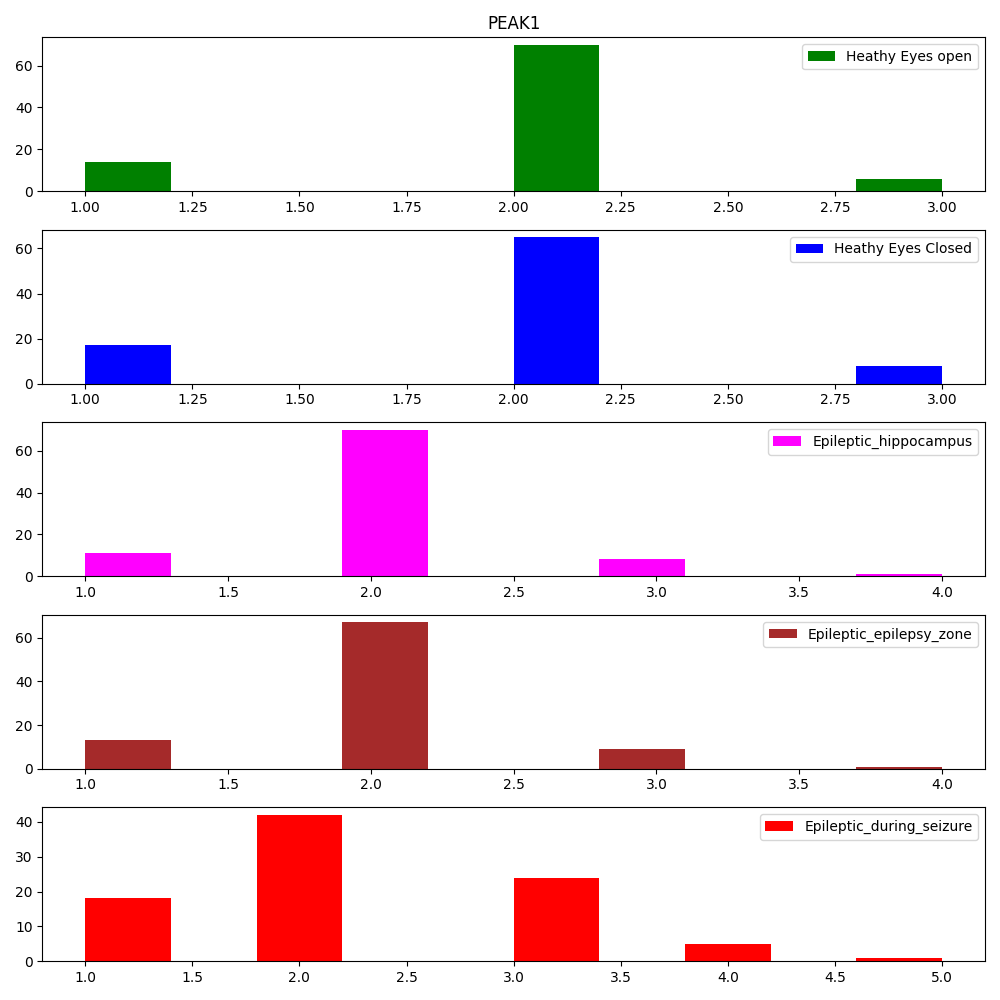 PEAK1
Heathy Eyes open
60
40
20
0
1.00 1.25 1.50 1.75 2.00 2.25 2.50 2.75 3.00
Heathy Eyes Closed
60
40
20
0
1.00 1.25 1.50 1.75 2.00 2.25 2.50 2.75 3.00
Epileptic_hippocampus
60
40
20
0
1.0 1.5 2.0 2.5 3.0 3.5 4.0
Epileptic_epilepsy_zone
60
40
20
0
1.0 1.5 2.0 2.5 3.0 3.5 4.0
Epileptic_during_seizure
40
30
20
10
0
1.0 1.5 2.0 2.5 3.0 3.5 4.0 4.5 5.0